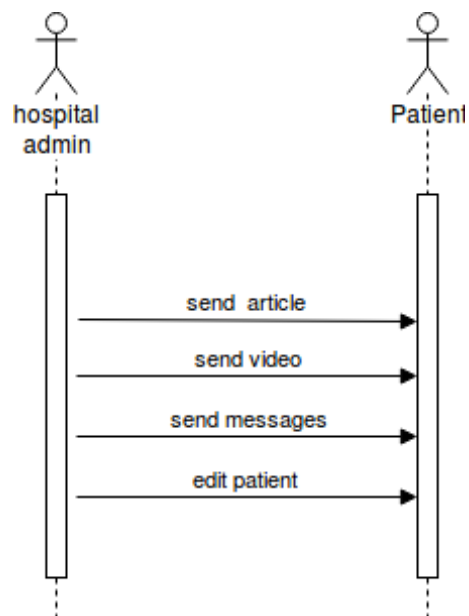 hospital
admin
Patient
send article
send video
send messages
edit patient